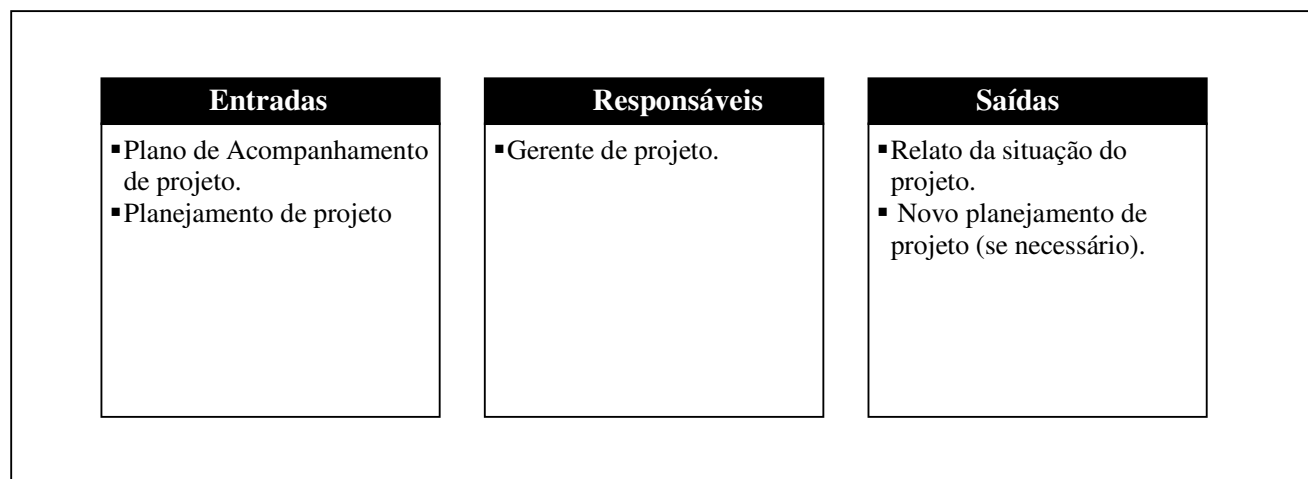 Entradas
▪Plano de Acompanhamento
de projeto.
▪Planejamento de projeto
Responsáveis
▪Gerente de projeto.
Saídas
▪Relato da situação do
projeto.
▪ Novo planejamento de
projeto (se necessário).